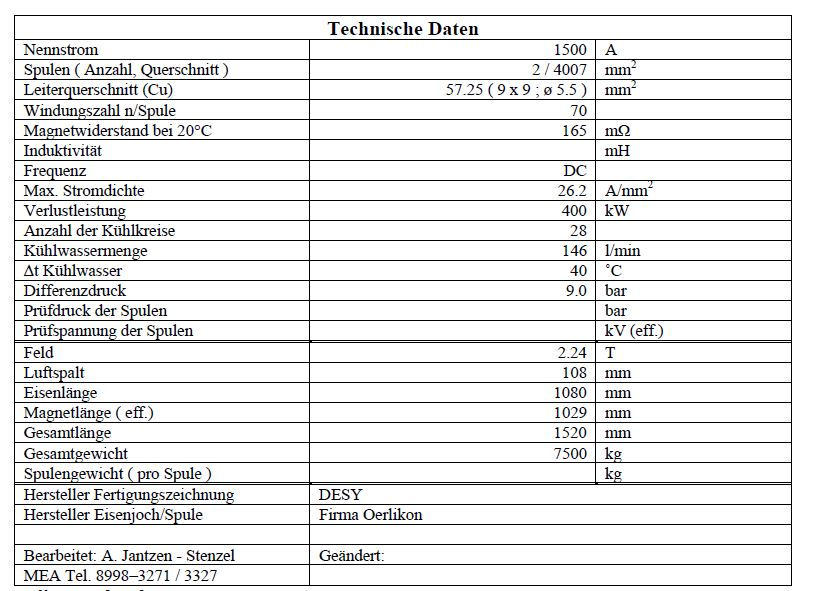 Technische Daten
Nennstrom 1500 A
Spulen ( Anzahl, Querschnitt ) 2 / 4007 mm²
Leiterquerschnitt (Cu) 57.25 ( 9 x 9 ; ø 5.5 ) mm²
Windungszahl n/Spule 70
Magnetwiderstand bei 20°C 165 mΩ
Induktivität mH
Frequenz DC
Max. Stromdichte 26.2 A/mm²
Verlustleistung 400 kW
Anzahl der Kühlkreise 28
Kühlwassermenge 146 l/min
Δt Kühlwasser 40 °C
Differenzdruck 9.0 bar
Prüfdruck der Spulen bar
Prüfspannung der Spulen kV (eff.)
Feld 2.24 T
Luftspalt 108 mm
Eisenlänge 1080 mm
Magnetlänge ( eff.) 1029 mm
Gesamtlänge 1520 mm
Gesamtgewicht 7500 kg
Spulengewicht ( pro Spule ) kg
Hersteller Fertigungszeichnung DESY
Hersteller Eisenjoch/Spule Firma Oerlikon
Bearbeitet: A. Jantzen - Stenzel Geändert:
MEA Tel. 8998–3271 / 3327